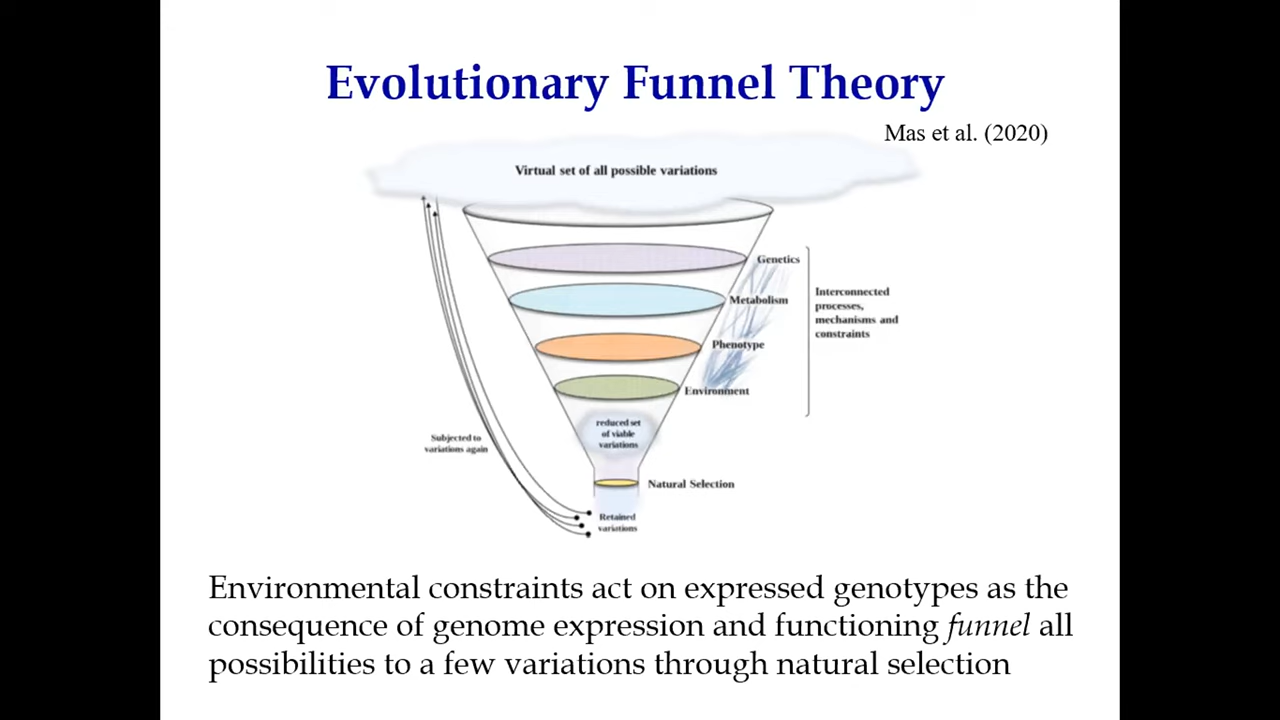 Evolutionary Funnel Theory
Mas et al. (2020)
Virtual set of all possible variations
Genetics
Metabolism
Interconnected
processes,
mechanisms and
constraints
Phenotype
Environment
reduced set
of viable
variations
Subjected to
variations again
Natural Selection
Retained
variations
Environmental constraints act on expressed genotypes as the
consequence of genome expression and functioning funnel all
possibilities to a few variations through natural selection